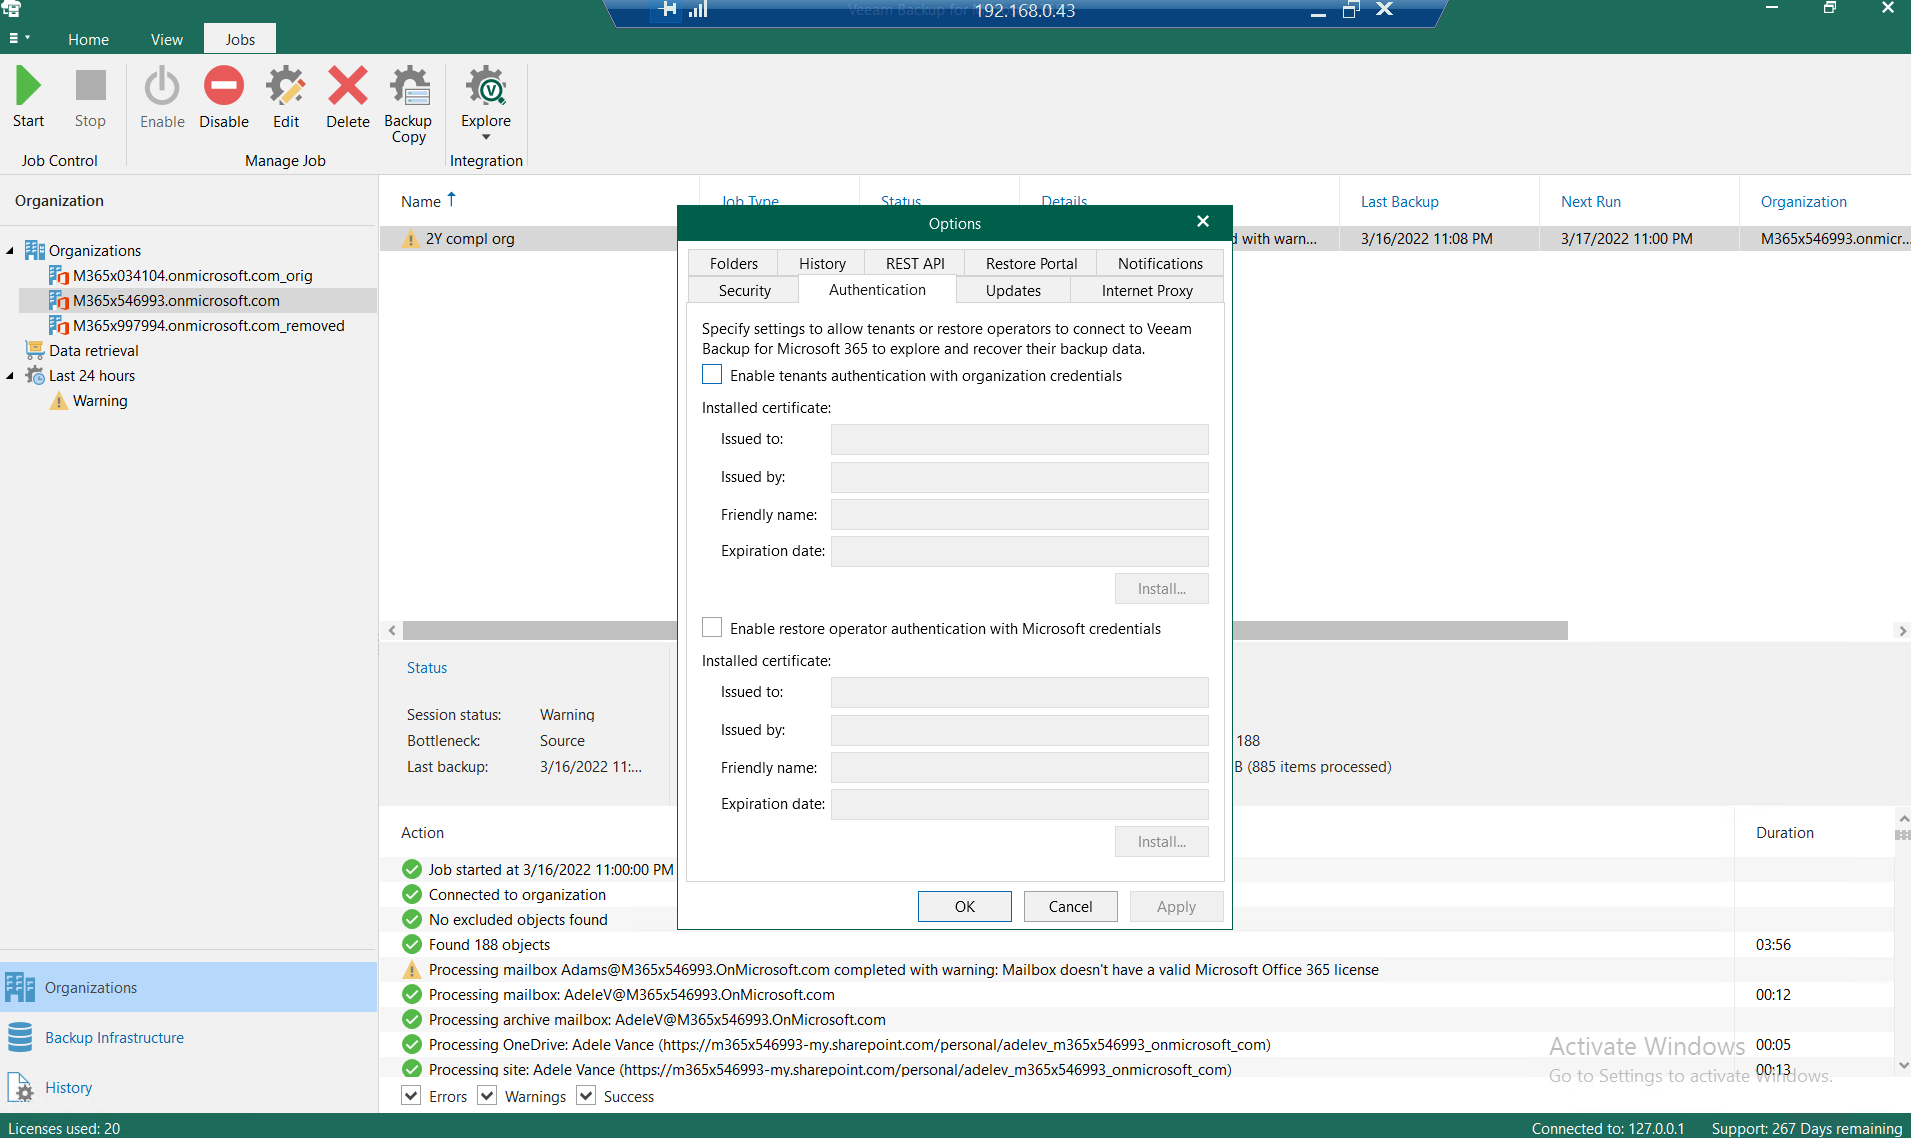 Veeam Backup for
192.168.0.43
Home
View
Jobs
Start
Stop
Enable
Disable
Edit
Delete
Backup
Copy
Explore
Job Control
Manage Job
Integration
Organization
Organizations
M365x034104.onmicrosoft.com_orig
M365x546993.onmicrosoft.com
M365x997994.onmicrosoft.com_removed
Data retrieval
Last 24 hours
Warning
Name
Job Type
Status
Details
Last Backup
Next Run
Organization
2Y compl org
d with warn...
3/16/2022 11:08 PM
3/17/2022 11:00 PM
M365x546993.onmicr...
Options
Folders
History
REST API
Restore Portal
Notifications
Security
Authentication
Updates
Internet Proxy
Specify settings to allow tenants or restore operators to connect to Veeam
Backup for Microsoft 365 to explore and recover their backup data.
Enable tenants authentication with organization credentials
Installed certificate:
Issued to:
Issued by:
Friendly name:
Expiration date:
Install...
Enable restore operator authentication with Microsoft credentials
Installed certificate:
Issued to:
Issued by:
Friendly name:
Expiration date:
Install...
OK
Cancel
Apply
Status
Session status:
Warning
Bottleneck:
Source
188
Last backup:
3/16/2022 11:...
B (885 items processed)
Action
Duration
Job started at 3/16/2022 11:00:00 PM
Connected to organization
No excluded objects found
Found 188 objects
03:56
Processing mailbox Adams@M365x546993.OnMicrosoft.com completed with warning: Mailbox doesn't have a valid Microsoft Office 365 license
Processing mailbox: AdeleV@M365x546993.OnMicrosoft.com
00:12
Processing archive mailbox: AdeleV@M365x546993.OnMicrosoft.com
Processing OneDrive: Adele Vance (https://m365x546993-my.sharepoint.com/personal/adelev_m365x546993_onmicrosoft_com)
00:05
Processing site: Adele Vance (https://m365x546993-my.sharepoint.com/personal/adelev_m365x546993_onmicrosoft_com)
00:13
Errors
Warnings
Success
Organizations
Backup Infrastructure
History
Activate Windows
Go to Settings to activate Windows.
Licenses used: 20
Connected to: 127.0.0.1
Support: 267 Days remaining